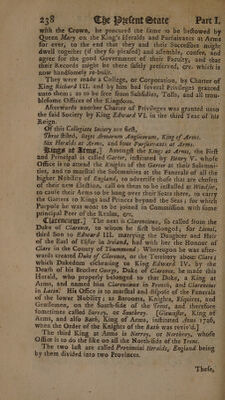 238 The Present State Part I.
with the Crown, he procured the same to be bestowed by
Queen Mary on the King's Heralds and Pursuivants at Arms
for ever, to the end that they and their Successors might
dwell together (if they so pleased) and assemble, confer, and
agree for the good Government of their Faculty, and that
their Records might be there safely preserved, &c. which is
now handsomely re-built.
They were made a College, or Corporation, by Charter of
King Richard III. and by him had several Privileges granted
unto them; as to be free from Subsidies, Tolls, and all trou-
blesome Offices of the Kingdom.
Afterwards another Charter of Privileges was granted unto
the said Society by King Edward VI. in the third Year of his
Reign.
Of this Collegiate Society are first,
Three stiled, Reges Armorum Anglicorum, King of Arms.
Six Heralds at Arms, and four Pursuivants at Arms.
Kings at Arms.] Amongst the King at Arms, the First
and Principal is called Garter, instituted by Henry V. whose
Office is to attend the Knights of the Garter at their Solemni-
ties, and to marshal the Solemnities at the Funerals of all the
higher Nobility of England, to advertise those that are chosen
of their new Election, call on them to be installed at Windsor,
to cause their Arms to be hung over their Seats there, to carry
the Garters to Kings and Princes beyond the Seas; for which
Purpose he was wont to be joined in Commission with some
principal Peer of the Realm, &c.
Clarencieux.] The next is Clarencieux, so called from the
Duke of Clarence, to whom he first belonged; for Lionel,
third Son to Edward III. marrying the Daughter and Heir
of the Earl of Ulster in Ireland, had with her the Honour of
Clare in the County of Thaumond: Whereupon he was after-
wards created Duke of Clarence, or the Territory about Clare;
which Dukedom escheating to King Edward IV. by the
Death of his Brother George, Duke of Clarence, he made this
Herald, who properly belonged to that Duke, a King at
Arms, and named him Clarencieux in French, and Clarencius
in Latin. His Office is to marshal and dispose of the Funerals
of the lower Nobility; as Baronets, Knights, Esquires, and
Gentlemen, on the South-side of the Trent, and therefore
sometimes called Surroy, or Southroy. [Glowcester, King of
Arms, and also Bath, King of Arms, instituted Anno 1726,
when the Order of the Knights of the Bath was reviv'd.]
The third King at Arms is Norroy, or Northroy, whose
Office is to do the like on all the North-side of the Trent.
The two last are called Provincial Heralds, England being
by them divided into two Provinces.
These,